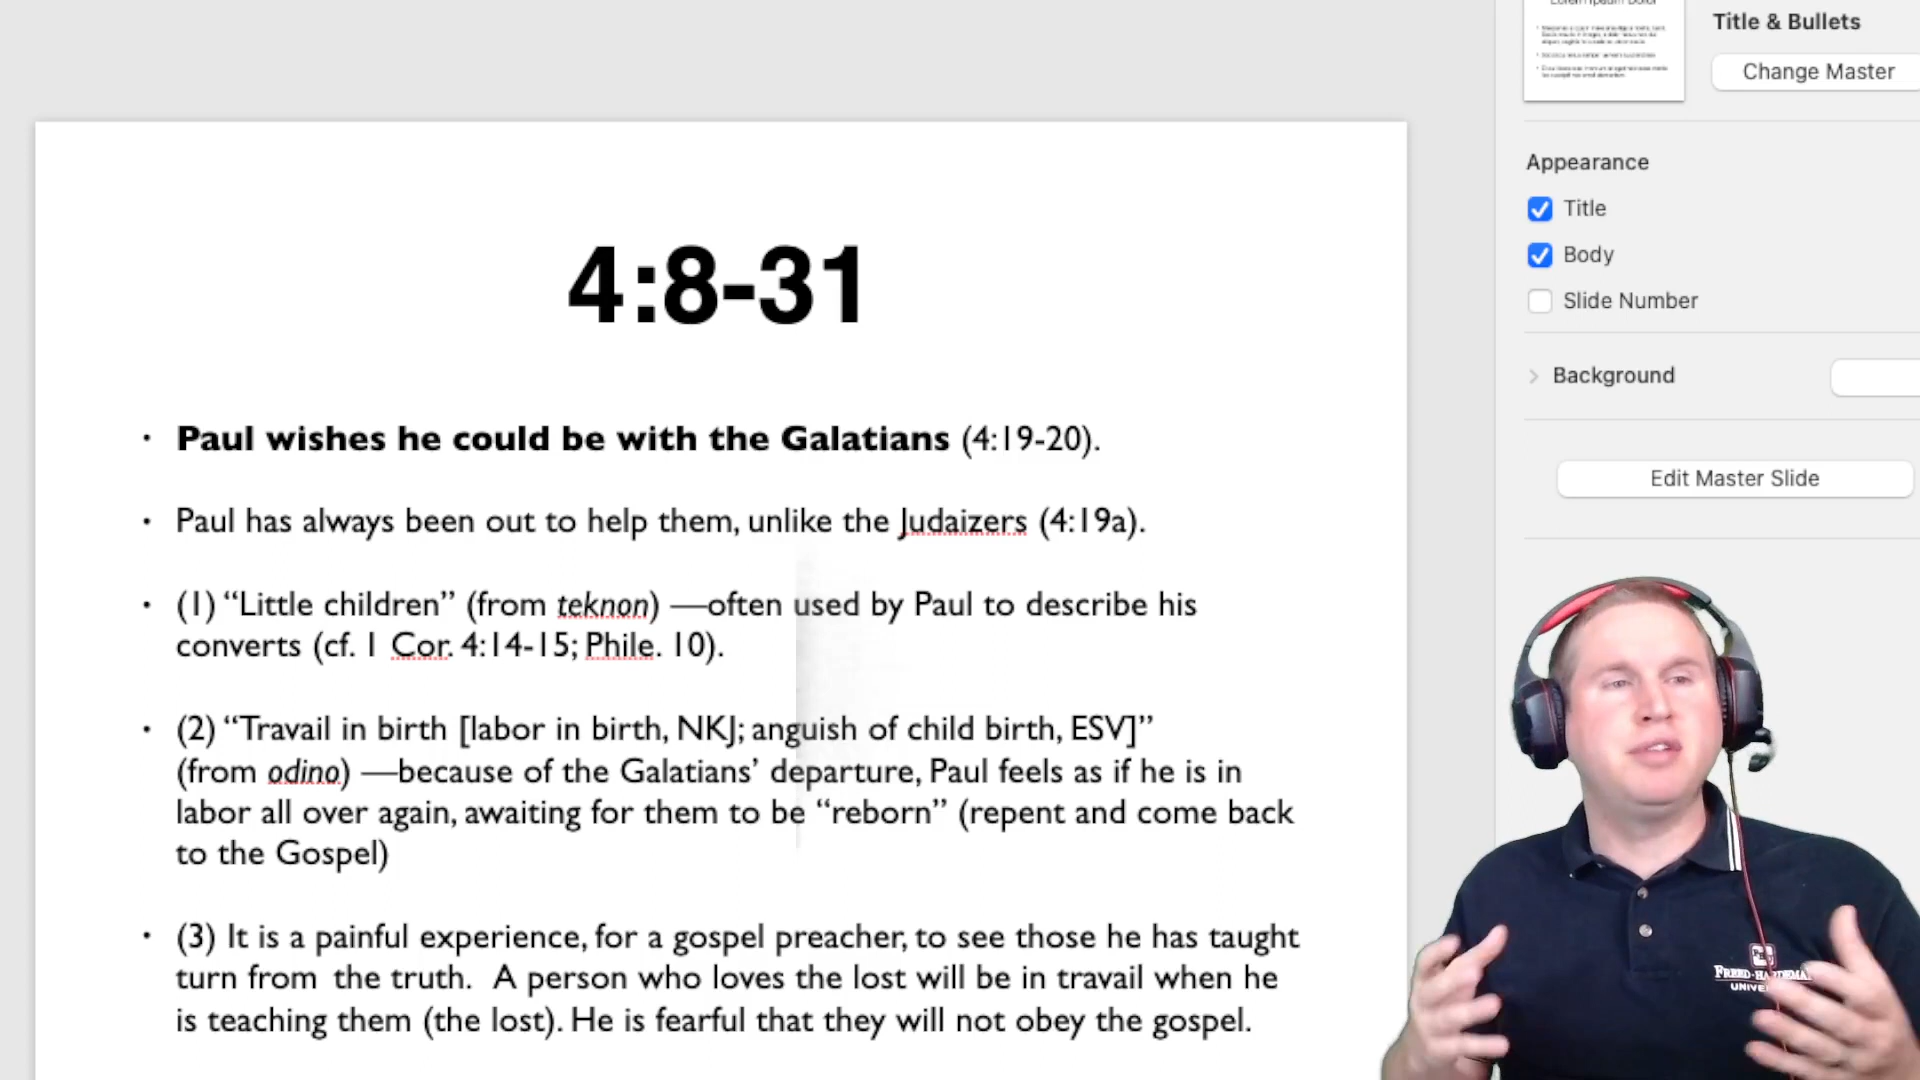 Title & Bullets
Change Master
Appearance
Title
Body
Slide Number
Background
Edit Master Slide
4:8-31
• Paul wishes he could be with the Galatians (4:19-20).
• Paul has always been out to help them, unlike the Judaizers (4:19a).
• (1) “Little children” (from teknon) —often used by Paul to describe his
converts (cf. 1 Cor. 4:14-15; Phile. 10).
• (2) “Travail in birth [labor in birth, NKJ; anguish of child birth, ESV]”
(from odino) —because of the Galatians’ departure, Paul feels as if he is in
labor all over again, awaiting for them to be “reborn” (repent and come back
to the Gospel)
• (3) It is a painful experience, for a gospel preacher, to see those he has taught
turn from the truth. A person who loves the lost will be in travail when he
is teaching them (the lost). He is fearful that they will not obey the gospel.